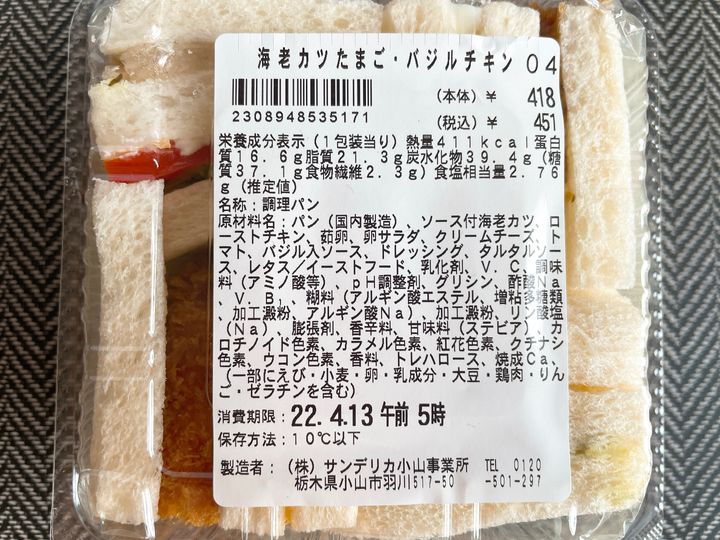 海老カツたまご・バジルチキン 04
2308948535171
(本体)¥ 418
(税込)¥ 451
栄養成分表示(1包装当り)熱量411kcal蛋白
質16.6g脂質21.3g炭水化物39.4g(糖
質37.1g食物繊維2.3g)食塩相当量2.76
g(推定値)
名称:調理パン
原材料名:パン(国内製造)、ソース付海老カツ、ロ
ーストチキン、茹卵、卵サラダ、クリームチーズ、ト
マト、バジル入ソース、ドレッシング、タルタルソー
ス、レタス/イーストフード、乳化剤、V.C、調味
料(アミノ酸等)、pH調整剤、グリシン、酢酸Na
、V.B₁、糊料(アルギン酸エステル、増粘多糖類
、加工澱粉、アルギン酸Na)、加工澱粉、リン酸塩
(Na)、膨張剤、香辛料、甘味料(ステビア)、カ
ロチノイド色素、カラメル色素、紅花色素、クチナシ
色素、ウコン色素、香料、トレハロース、焼成Ca、
(一部にえび・小麦・卵・乳成分・大豆・鶏肉・りん
ご・ゼラチンを含む)
消費期限:22.4.13午前5時
保存方法:10℃以下
製造者:(株)サンデリカ小山事業所 TEL 0120
栃木県小山市羽川517-50 -501-297